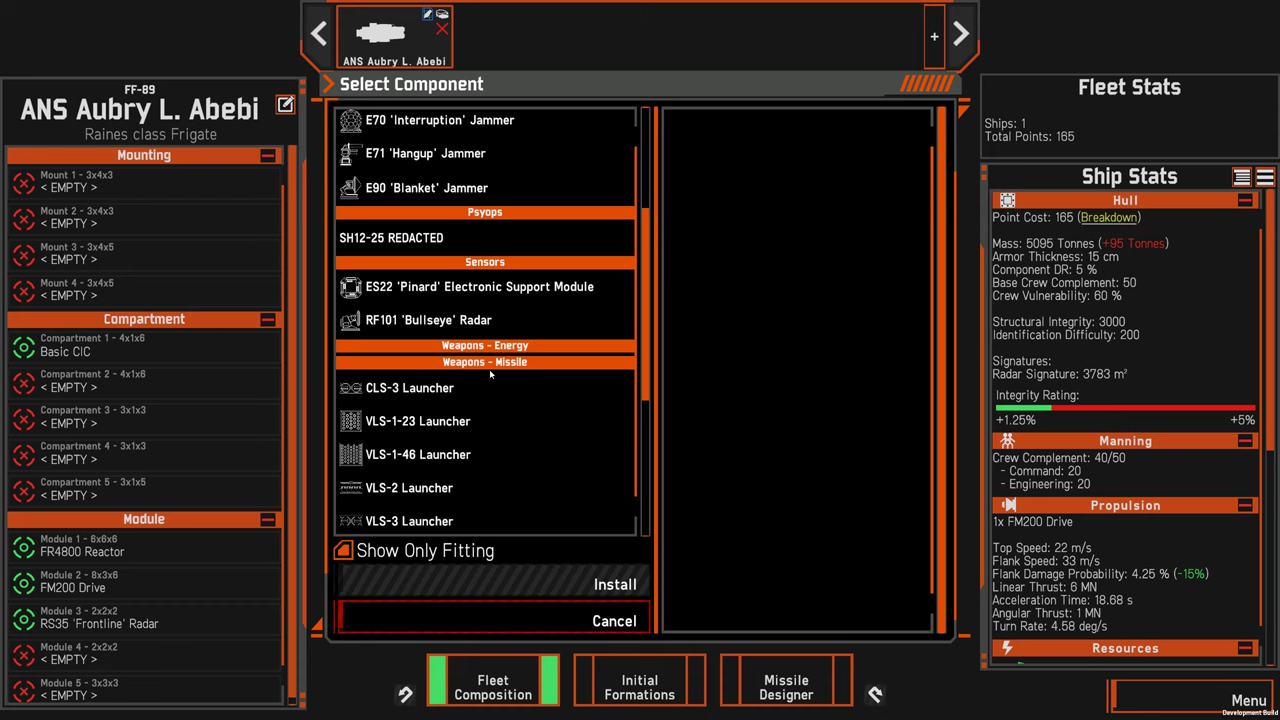 ANS Aubry L. Abebi
+
Select Component
FF-89
ANS Aubry L. Abebi
Raines class Frigate
Mounting
Mount 1 - 3x4x3
< EMPTY >
Mount 2 - 3x4x3
< EMPTY >
Mount 3 - 3x4x5
< EMPTY >
Mount 4 - 3x4x5
< EMPTY >
Compartment
Compartment 1 - 4x1x6
Basic CIC
Compartment 2 - 4x1x6
< EMPTY >
Compartment 3 - 3x1x3
< EMPTY >
Compartment 4 - 3x1x3
< EMPTY >
Compartment 5 - 3x1x3
< EMPTY >
Module
Module 1 - 6x6x6
FR4800 Reactor
Module 2 - 8x3x6
FM200 Drive
Module 3 - 2x2x2
RS35 'Frontline' Radar
Module 4 - 2x2x2
< EMPTY >
Module 5 - 3x3x3
< EMPTY >
E70 'Interruption' Jammer
E71 'Hangup' Jammer
E90 'Blanket' Jammer
Psyops
SH12-25 REDACTED
Sensors
ES22 'Pinard' Electronic Support Module
RF101 'Bullseye' Radar
Weapons - Energy
Weapons - Missile
CLS-3 Launcher
VLS-1-23 Launcher
VLS-1-46 Launcher
VLS-2 Launcher
VLS-3 Launcher
Show Only Fitting
Install
Cancel
Fleet Composition
Initial Formations
Missile Designer
Fleet Stats
Ships: 1
Total Points: 165
Ship Stats
Hull
Point Cost: 165 (Breakdown)
Mass: 5095 Tonnes (+95 Tonnes)
Armor Thickness: 15 cm
Component DR: 5 %
Base Crew Complement: 50
Crew Vulnerability: 60 %
Structural Integrity: 3000
Identification Difficulty: 200
Signatures:
Radar Signature: 3783 m²
Integrity Rating:
+1.25% +5%
Manning
Crew Complement: 40/50
- Command: 20
- Engineering: 20
Propulsion
1x FM200 Drive
Top Speed: 22 m/s
Flank Speed: 33 m/s
Flank Damage Probability: 4.25 % (-15%)
Linear Thrust: 6 MN
Acceleration Time: 18.68 s
Angular Thrust: 1 MN
Turn Rate: 4.58 deg/s
Resources
Menu
Development Build